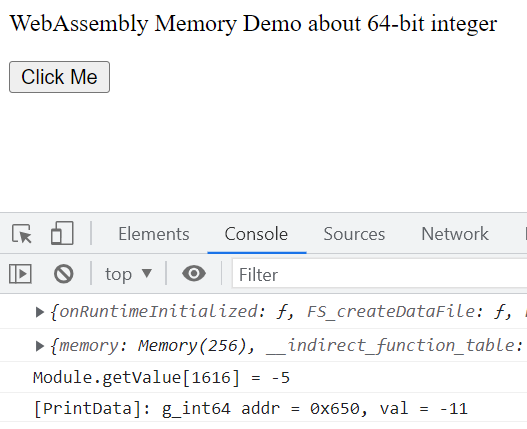 WebAssembly Memory Demo about 64-bit integer
Click Me
Elements Console Sources Network
top ▼ Filter
▶{onRuntimeInitialized: ƒ, FS_createDataFile: ƒ,
▶{memory: Memory(256), __indirect_function_table:
Module.getValue[1616] = -5
[PrintData]: g_int64 addr = 0x650, val = -11